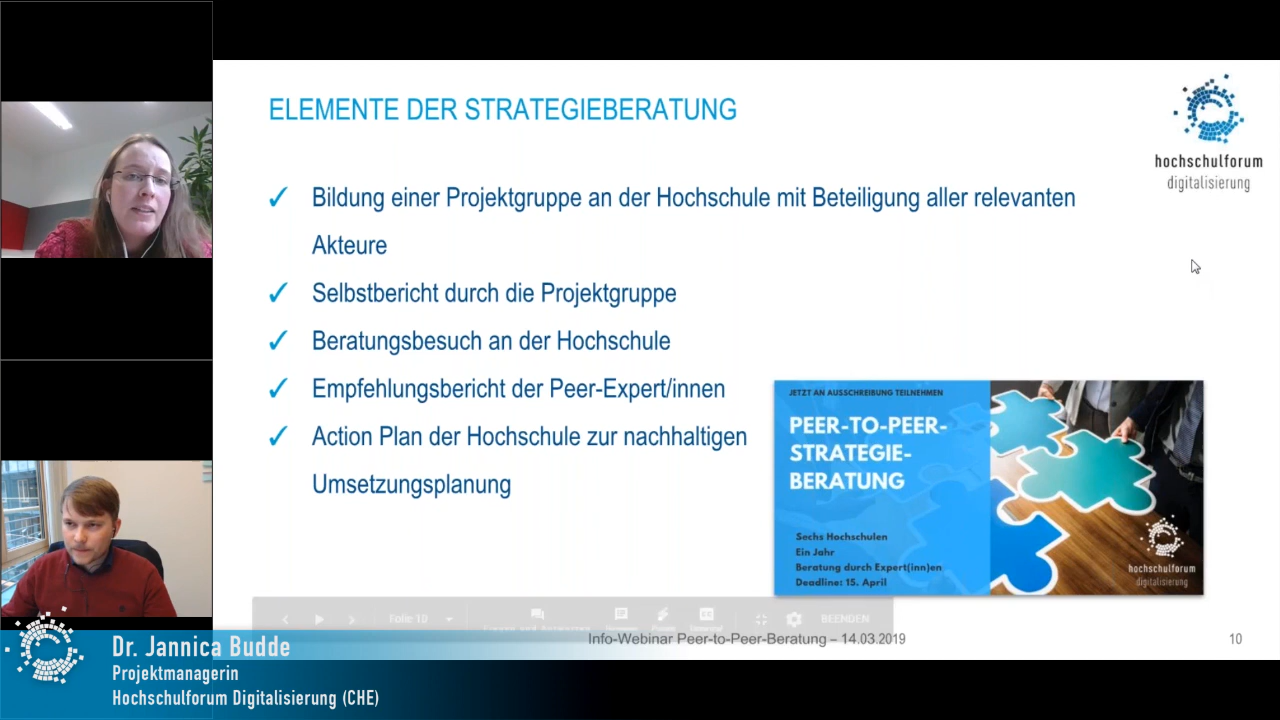 ELEMENTE DER STRATEGIEBERATUNG
hochschulforum
digitalisierung
✓ Bildung einer Projektgruppe an der Hochschule mit Beteiligung aller relevanten
Akteure
✓ Selbstbericht durch die Projektgruppe
✓ Beratungsbesuch an der Hochschule
✓ Empfehlungsbericht der Peer-Expert/innen
✓ Action Plan der Hochschule zur nachhaltigen
Umsetzungsplanung
JETZT AN AUSSCHREIBUNG TEILNEHMEN
PEER-TO-PEER-
STRATEGIE-
BERATUNG
Sechs Hochschulen
Ein Jahr
Beratung durch Expert(inn)en
Deadline: 15. April
hochschulforum
digitalisierung
Folie 10
BEENDEN
Info-Webinar Peer-to-Peer-Beratung – 14.03.2019
10
Dr. Jannica Budde
Projektmanagerin
Hochschulforum Digitalisierung (CHE)